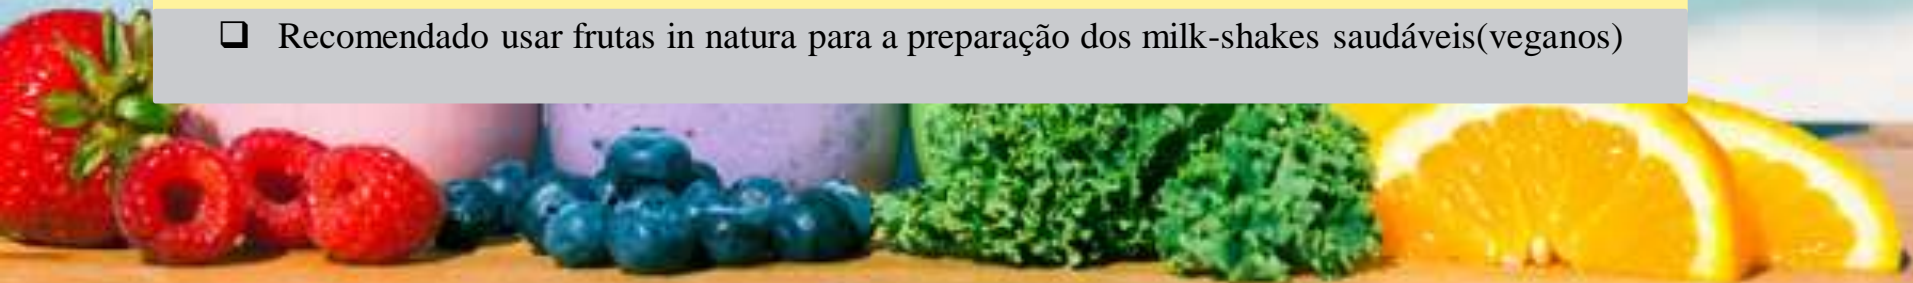 ❑ Recomendado usar frutas in natura para a preparação dos milk-shakes saudáveis(veganos)